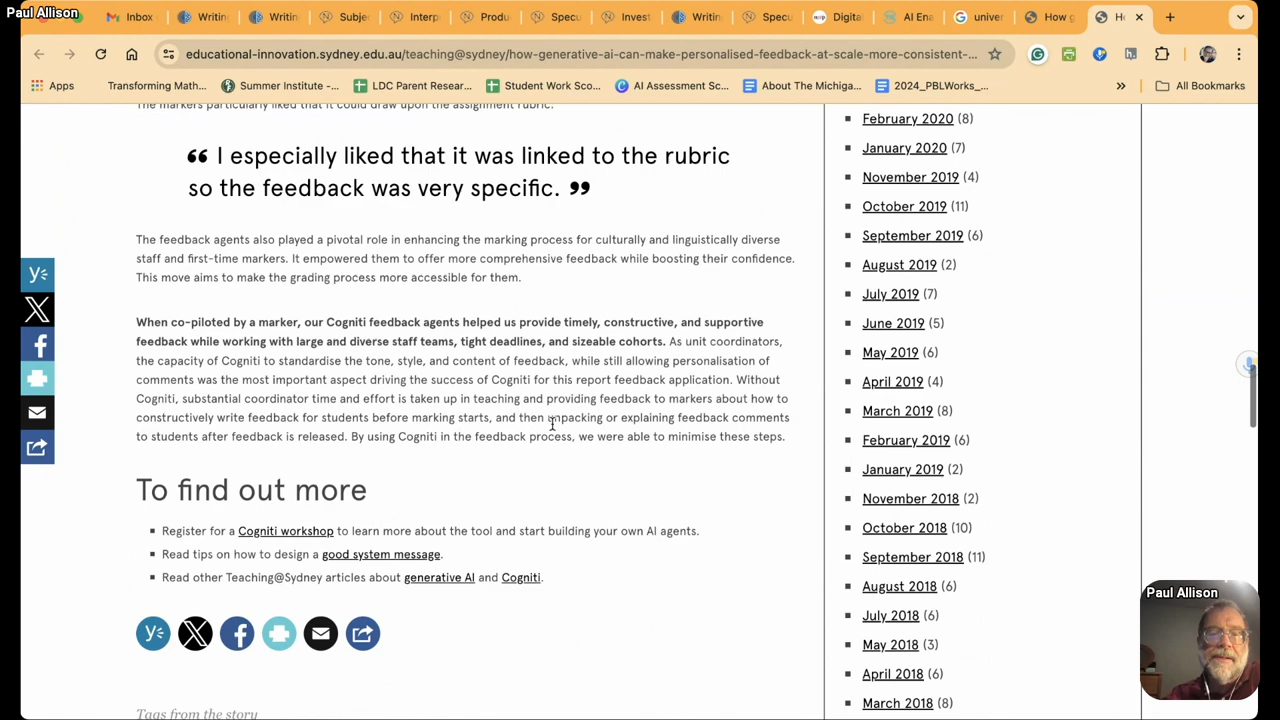 Paul Allison
Inbox
Writing
Writin
Subje
Interp
Produ
Specu
Invest
Writin
Specu
Digita
AI Ena
univer
How g
He
educational-innovation.sydney.edu.au/teaching@sydney/how-generative-ai-can-make-personalised-feedback-at-scale-more-consistent-...
Apps
Transforming Math...
Summer Institute -...
LDC Parent Resear...
Student Work Sco...
AI Assessment Sc...
About The Michiga...
2024_PBLWorks_...
»
All Bookmarks
The markers particularly liked that it could draw upon the assignment rubric:
“ I especially liked that it was linked to the rubric
so the feedback was very specific. ”
The feedback agents also played a pivotal role in enhancing the marking process for culturally and linguistically diverse
staff and first-time markers. It empowered them to offer more comprehensive feedback while boosting their confidence.
This move aims to make the grading process more accessible for them.
When co-piloted by a marker, our Cogniti feedback agents helped us provide timely, constructive, and supportive
feedback while working with large and diverse staff teams, tight deadlines, and sizeable cohorts. As unit coordinators,
the capacity of Cogniti to standardise the tone, style, and content of feedback, while still allowing personalisation of
comments was the most important aspect driving the success of Cogniti for this report feedback application. Without
Cogniti, substantial coordinator time and effort is taken up in teaching and providing feedback to markers about how to
constructively write feedback for students before marking starts, and then unpacking or explaining feedback comments
to students after feedback is released. By using Cogniti in the feedback process, we were able to minimise these steps.
To find out more
Register for a Cogniti workshop to learn more about the tool and start building your own AI agents.
Read tips on how to design a good system message.
Read other Teaching@Sydney articles about generative AI and Cogniti.
Tags from the story
February 2020 (8)
January 2020 (7)
November 2019 (4)
October 2019 (11)
September 2019 (6)
August 2019 (2)
July 2019 (7)
June 2019 (5)
May 2019 (6)
April 2019 (4)
March 2019 (8)
February 2019 (6)
January 2019 (2)
November 2018 (2)
October 2018 (10)
September 2018 (11)
August 2018 (6)
July 2018 (6)
May 2018 (3)
April 2018 (6)
March 2018 (8)
Paul Allison